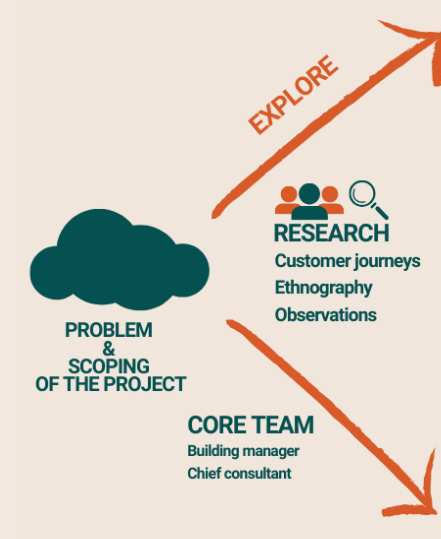 EXPLORE
RESEARCH
Customer journeys
Ethnography
Observations
PROBLEM
&
SCOPING
OF THE PROJECT
CORE TEAM
Building manager
Chief consultant